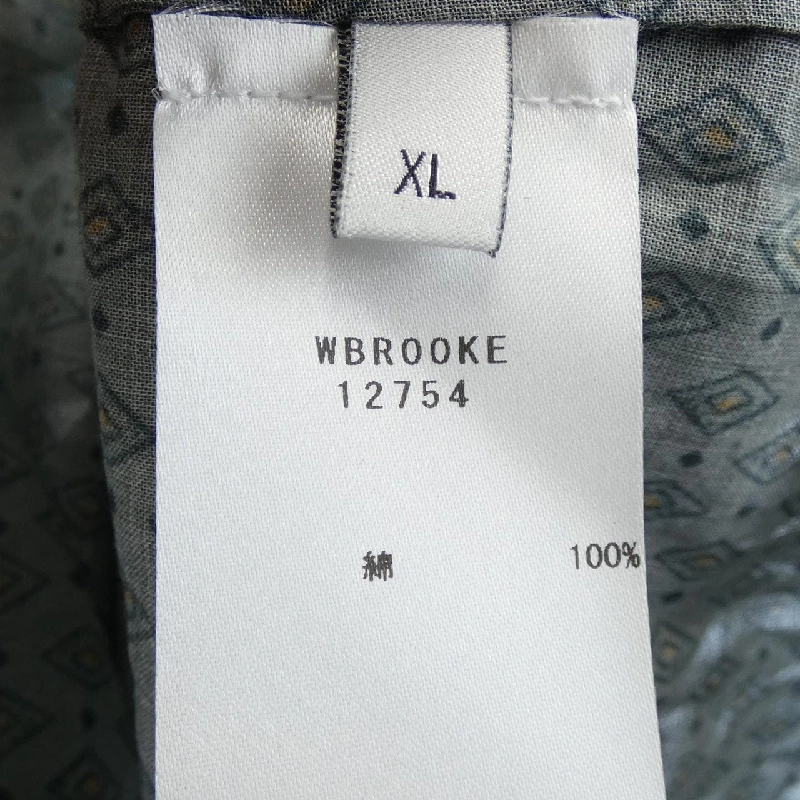 XL
WBROOKE
12754
綿 100%